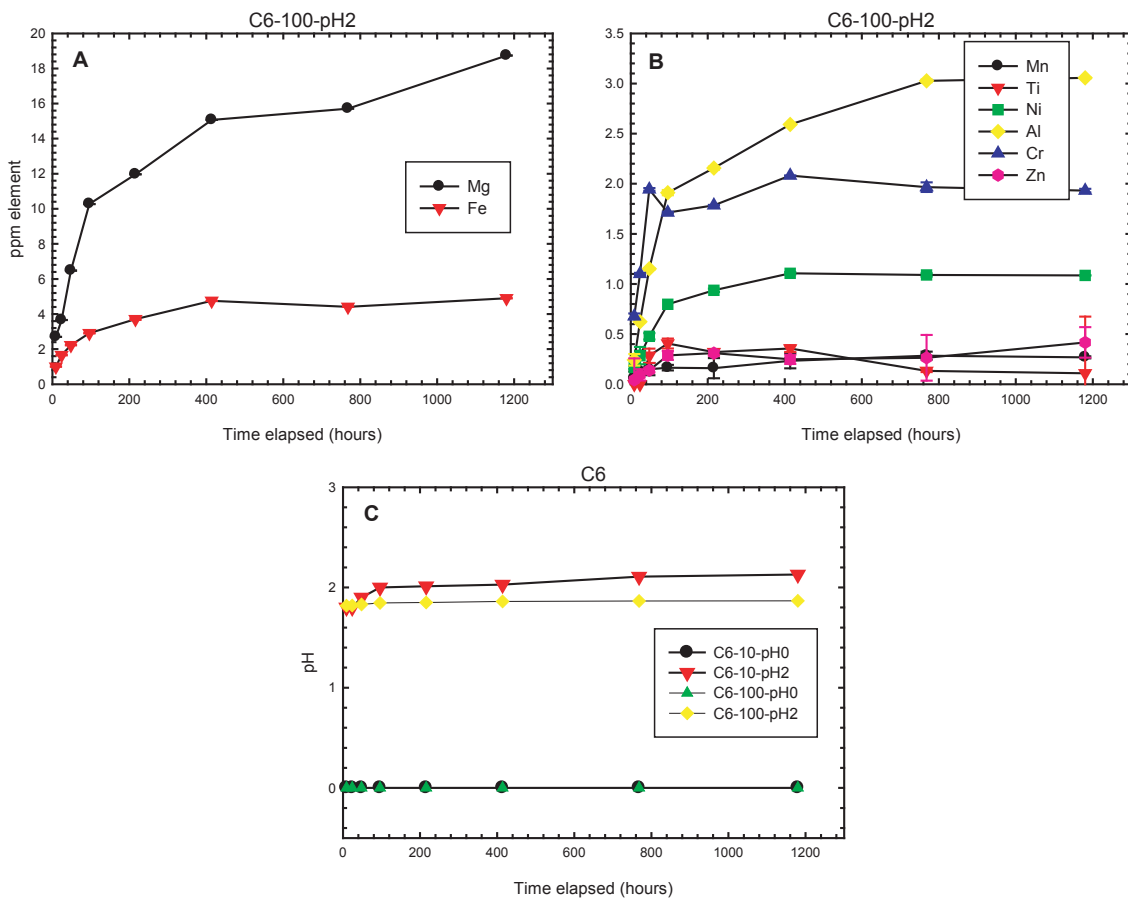 C6-100-pH2
A
20
18
16
14
12
10
8
6
4
2
0
ppm element
Mg
Fe
0 200 400 600 800 1000 1200
Time elapsed (hours)
C6-100-pH2
B
3.5
3.0
2.5
2.0
1.5
1.0
0.5
0.0
Mn
Ti
Ni
Al
Cr
Zn
0 200 400 600 800 1000 1200
Time elapsed (hours)
C6
C
3
2
1
0
pH
C6-10-pH0
C6-10-pH2
C6-100-pH0
C6-100-pH2
0 200 400 600 800 1000 1200
Time elapsed (hours)